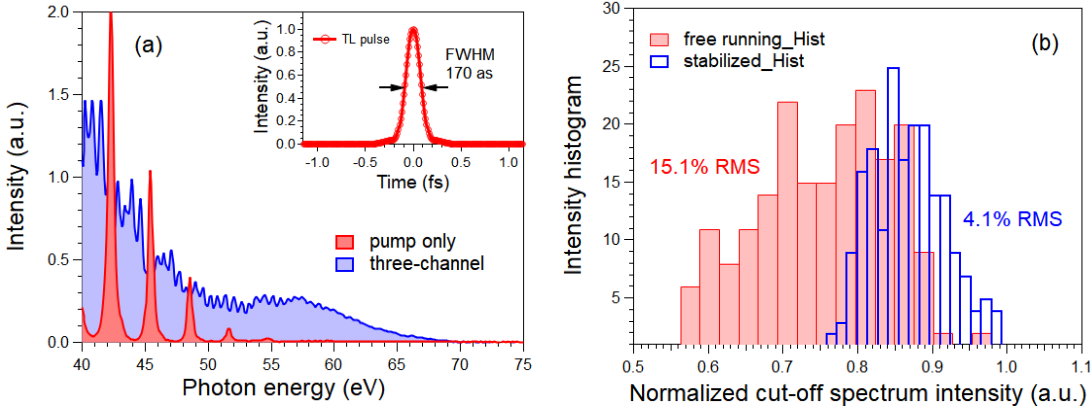 (a)
TL pulse
FWHM
170 as
Intensity (a.u.)
1.0
0.8
0.6
0.4
0.2
0.0
-1.0
-0.5
0.0
0.5
1.0
Time (fs)
pump only
three-channel
Intensity (a.u.)
2.0
1.5
1.0
0.5
0.0
40
45
50
55
60
65
70
75
Photon energy (eV)
(b)
free running_Hist
stabilized_Hist
15.1% RMS
4.1% RMS
Intensity histogram
30
25
20
15
10
5
0.5
0.6
0.7
0.8
0.9
1.0
1.1
Normalized cut-off spectrum intensity (a.u.)